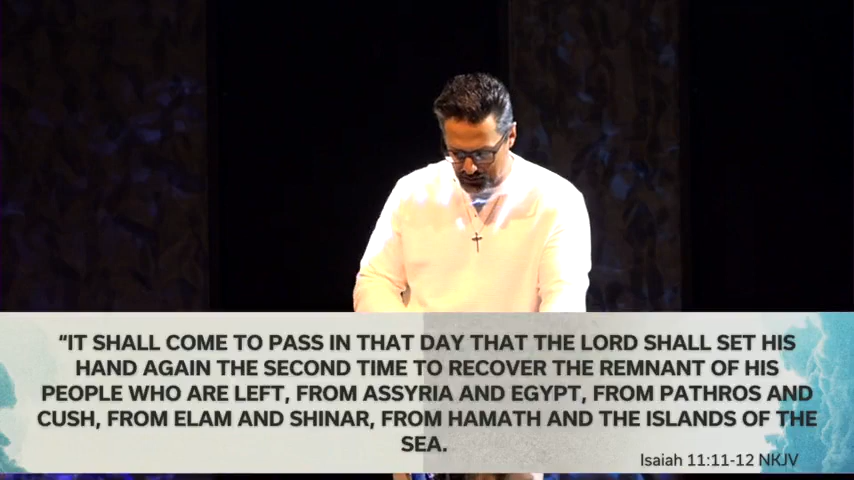 “IT SHALL COME TO PASS IN THAT DAY THAT THE LORD SHALL SET HIS
HAND AGAIN THE SECOND TIME TO RECOVER THE REMNANT OF HIS
PEOPLE WHO ARE LEFT, FROM ASSYRIA AND EGYPT, FROM PATHROS AND
CUSH, FROM ELAM AND SHINAR, FROM HAMATH AND THE ISLANDS OF THE
SEA.
Isaiah 11:11-12 NKJV